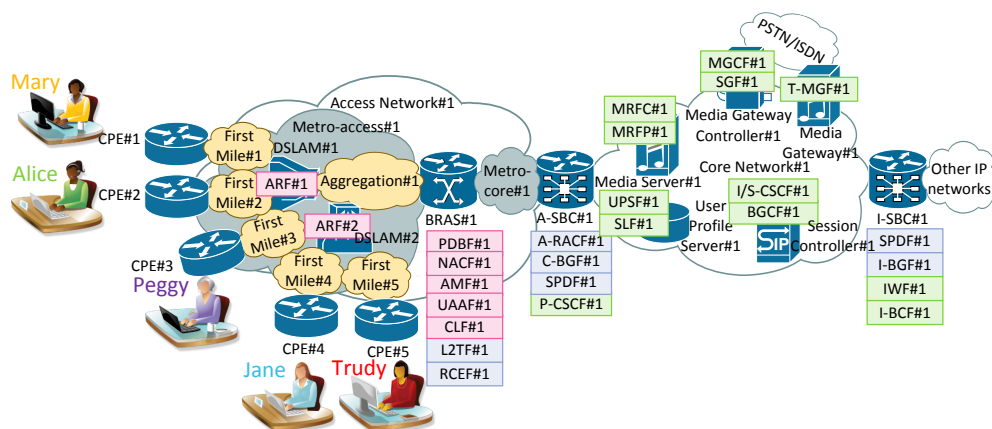 PSTN/ISDN
MGCF#1
SGF#1
T-MGF#1
Media Gateway
Controller#1
Media
Gateway#1
Mary
Alice
Peggy
Jane
Trudy
CPE#1
CPE#2
CPE#3
CPE#4
CPE#5
First
Mile#1
First
Mile#2
First
Mile#3
First
Mile#4
First
Mile#5
Access Network#1
Metro-access#1
DSLAM#1
ARF#1
Aggregation#1
ARF#2
DSLAM#2
BRAS#1
PDBF#1
NACF#1
AMF#1
UAAF#1
CLF#1
L2TF#1
RCEF#1
Metro-
core#1
A-SBC#1
A-RACF#1
C-BGF#1
SPDF#1
P-CSCF#1
MRFC#1
MRFP#1
Media Server#1
UPSF#1
SLF#1
User
Profile
Server#1
Core Network#1
I/S-CSCF#1
BGCF#1
SIP
Session
Controller#1
I-SBC#1
SPDF#1
I-BGF#1
IWF#1
I-BCF#1
Other IP
networks